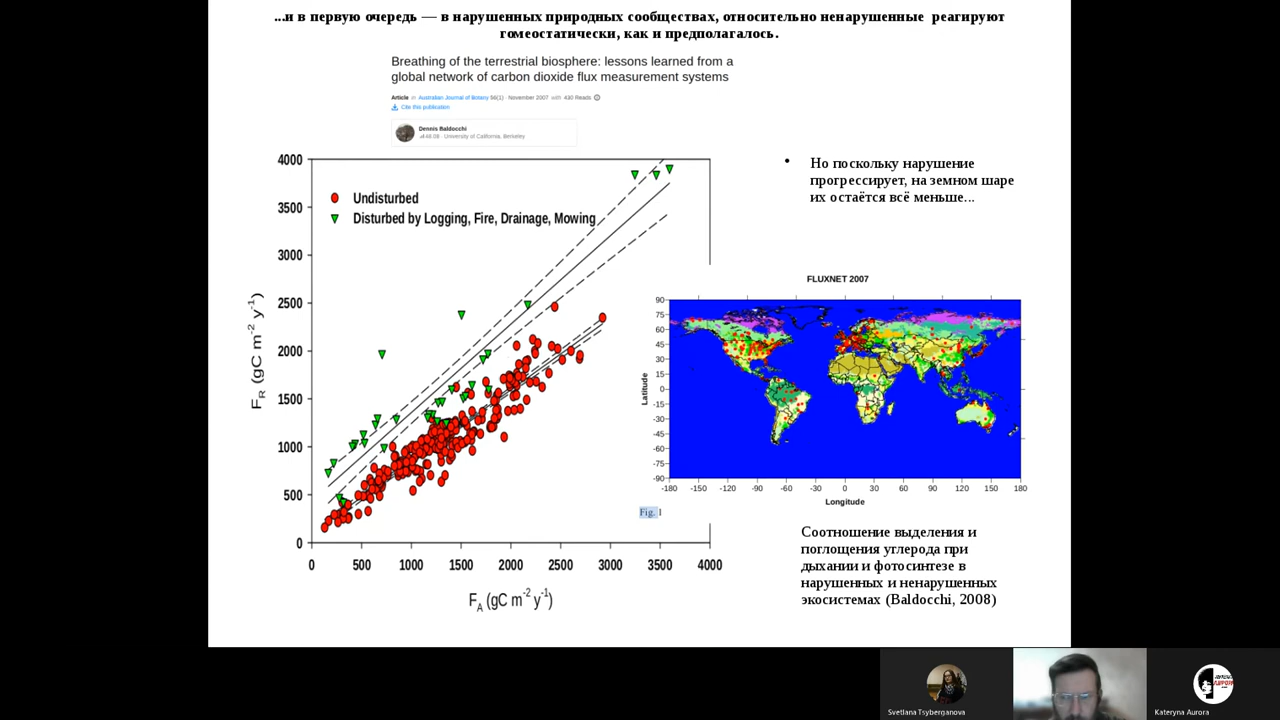 ...и в первую очередь — в нарушенных природных сообществах, относительно ненарушенные реагируют
гомеостатически, как и предполагалось.
Breathing of the terrestrial biosphere: lessons learned from a
global network of carbon dioxide flux measurement systems
Article in Australian Journal of Botany 56(1) · November 2007 with 430 Reads
Cite this publication
Dennis Baldocchi
48.08 · University of California, Berkeley
4000
3500
3000
2500
2000
1500
1000
500
0
Undisturbed
Disturbed by Logging, Fire, Drainage, Mowing
F_R (gC m^-2 y^-1)
0 500 1000 1500 2000 2500 3000 3500 4000
F_A (gC m^-2 y^-1)
Fig. 1
• Но поскольку нарушение
прогрессирует, на земном шаре
их остаётся всё меньше...
FLUXNET 2007
90
75
60
45
30
15
0
-15
-30
-45
-60
-75
-90
Latitude
-180 -150 -120 -90 -60 -30 0 30 60 90 120 150 180
Longitude
Соотношение выделения и
поглощения углерода при
дыхании и фотосинтезе в
нарушенных и ненарушенных
экосистемах (Baldocchi, 2008)
Svetlana Tsyberganova
Kateryna Aurora